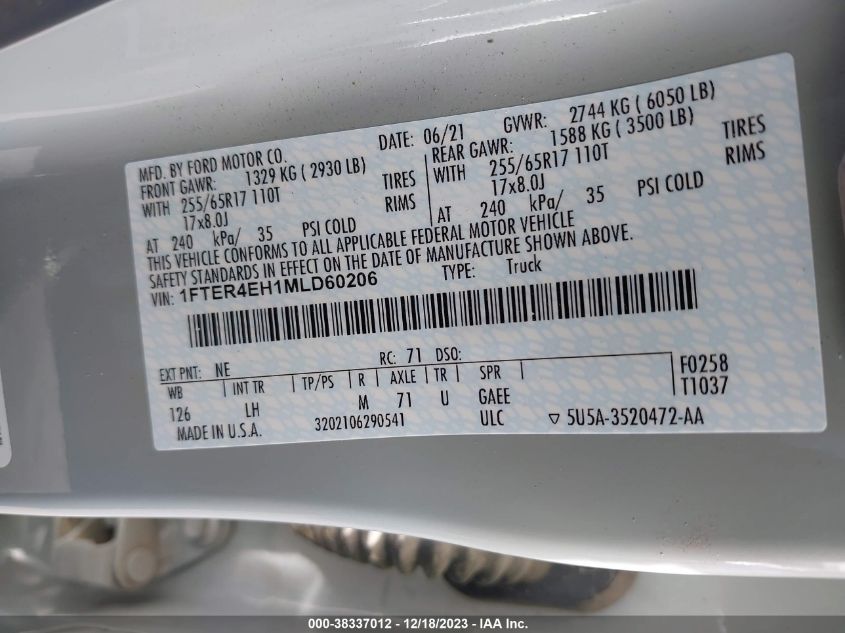 MFD. BY FORD MOTOR CO. DATE: 06/21 GVWR: 2744 KG ( 6050 LB)
FRONT GAWR: 1329 KG ( 2930 LB) REAR GAWR: 1588 KG ( 3500 LB)
WITH 255/65R17 110T TIRES WITH 255/65R17 110T TIRES
17x8.0J RIMS 17x8.0J RIMS
AT 240 kPa/ 35 PSI COLD AT 240 kPa/ 35 PSI COLD
THIS VEHICLE CONFORMS TO ALL APPLICABLE FEDERAL MOTOR VEHICLE
SAFETY STANDARDS IN EFFECT ON THE DATE OF MANUFACTURE SHOWN ABOVE.
VIN: 1FTER4EH1MLD60206 TYPE: Truck
EXT PNT: NE RC: 71 DSO:
WB INT TR TP/PS R AXLE TR SPR F0258
126 LH M 71 U GAEE T1037
MADE IN U.S.A. 3202106290541 ULC ▽ 5U5A-3520472-AA
000-38337012 - 12/18/2023 - IAA Inc.